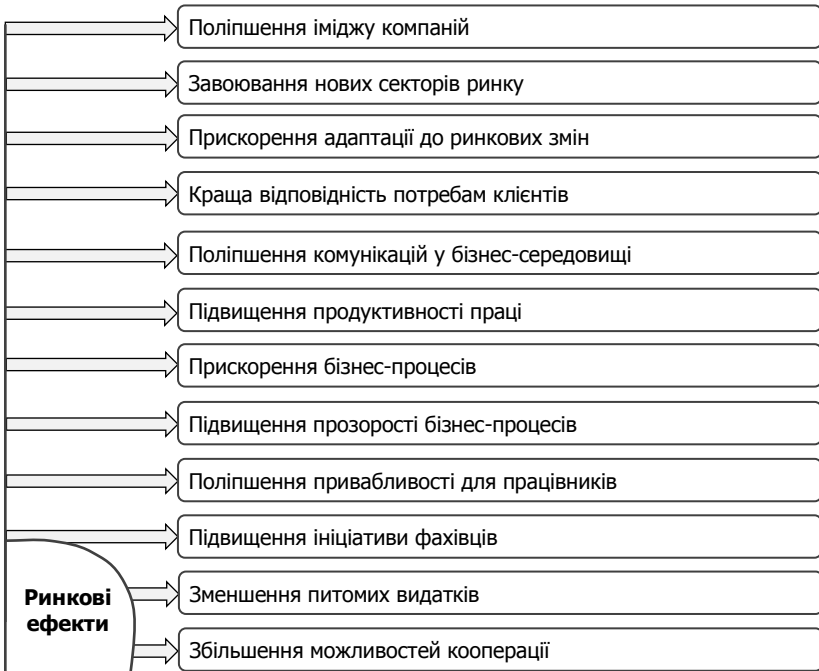 Поліпшення іміджу компаній
Завоювання нових секторів ринку
Прискорення адаптації до ринкових змін
Краща відповідність потребам клієнтів
Поліпшення комунікацій у бізнес-середовищі
Підвищення продуктивності праці
Прискорення бізнес-процесів
Підвищення прозорості бізнес-процесів
Поліпшення привабливості для працівників
Підвищення ініціативи фахівців
Ринкові
ефекти
Зменшення питомих видатків
Збільшення можливостей кооперації